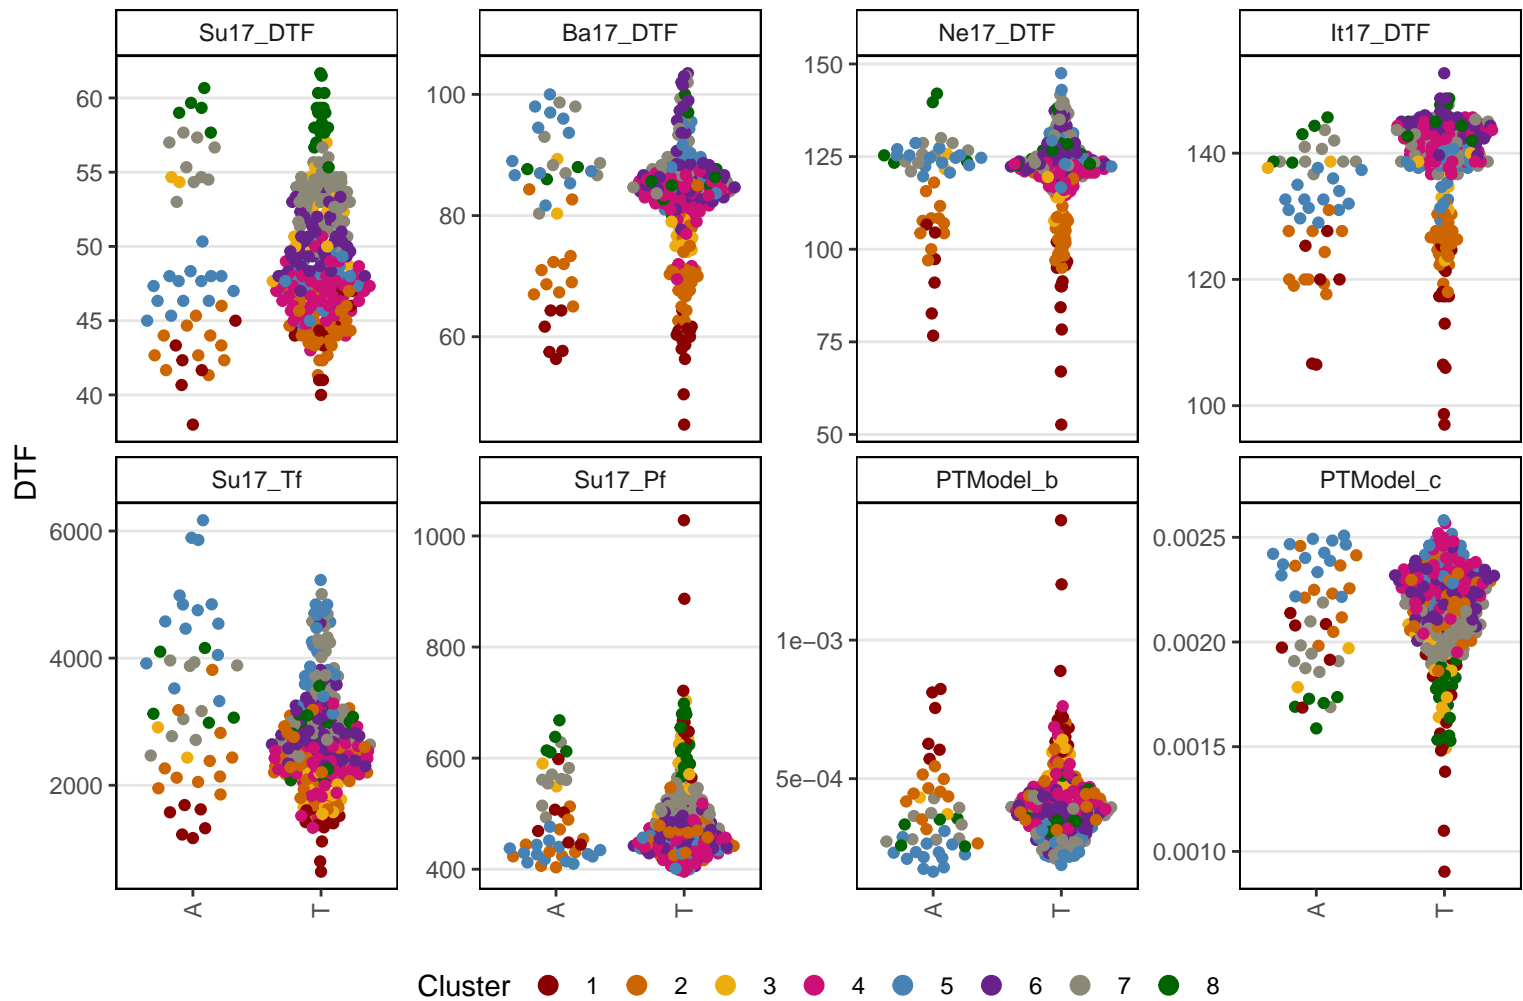 Su17_DTF
Ba17_DTF
Ne17_DTF
It17_DTF
60
55
50
45
40
100
80
60
150
125
100
75
50
140
120
100
DTF
Su17_Tf
Su17_Pf
PTModel_b
PTModel_c
6000
4000
2000
1000
800
600
400
1e−03
5e−04
0.0025
0.0020
0.0015
0.0010
A
T
A
T
A
T
A
T
Cluster 1 2 3 4 5 6 7 8